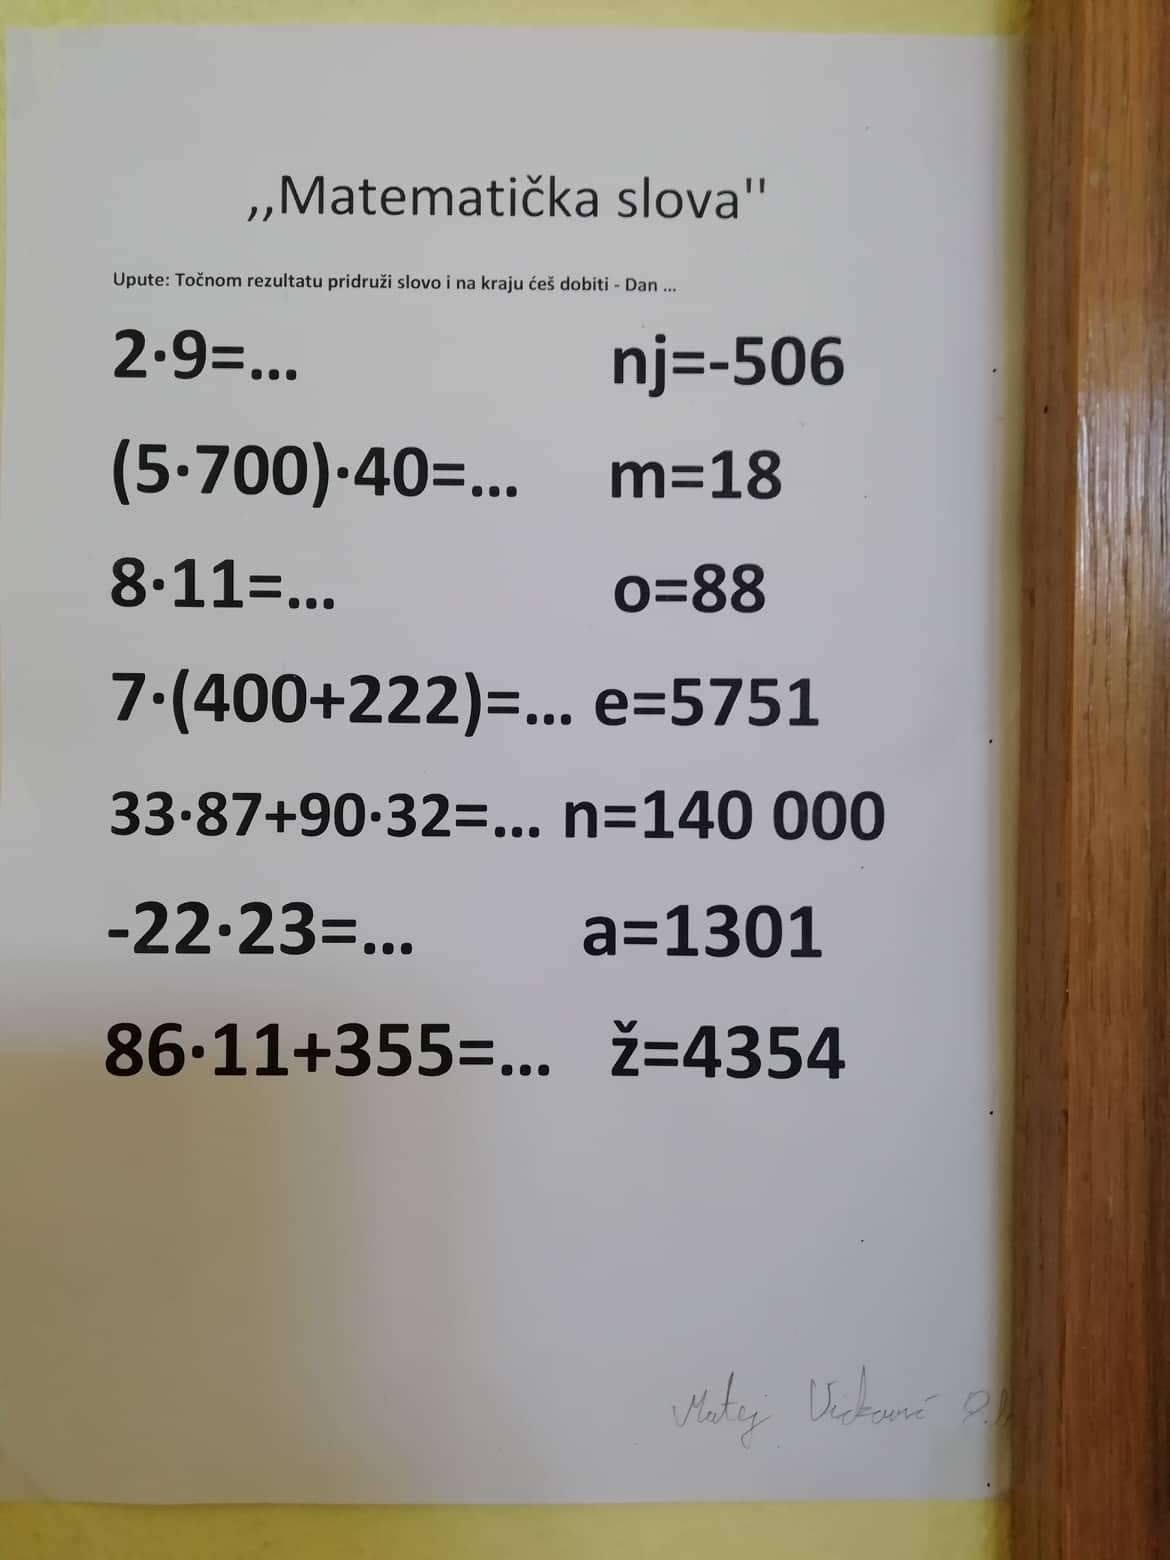 ,,Matematička slova''
Upute: Točnom rezultatu pridruži slovo i na kraju ćeš dobiti - Dan ...
2·9=... nj=-506
(5·700)·40=... m=18
8·11=... o=88
7·(400+222)=... e=5751
33·87+90·32=... n=140 000
-22·23=... a=1301
86·11+355=... ž=4354
Matej